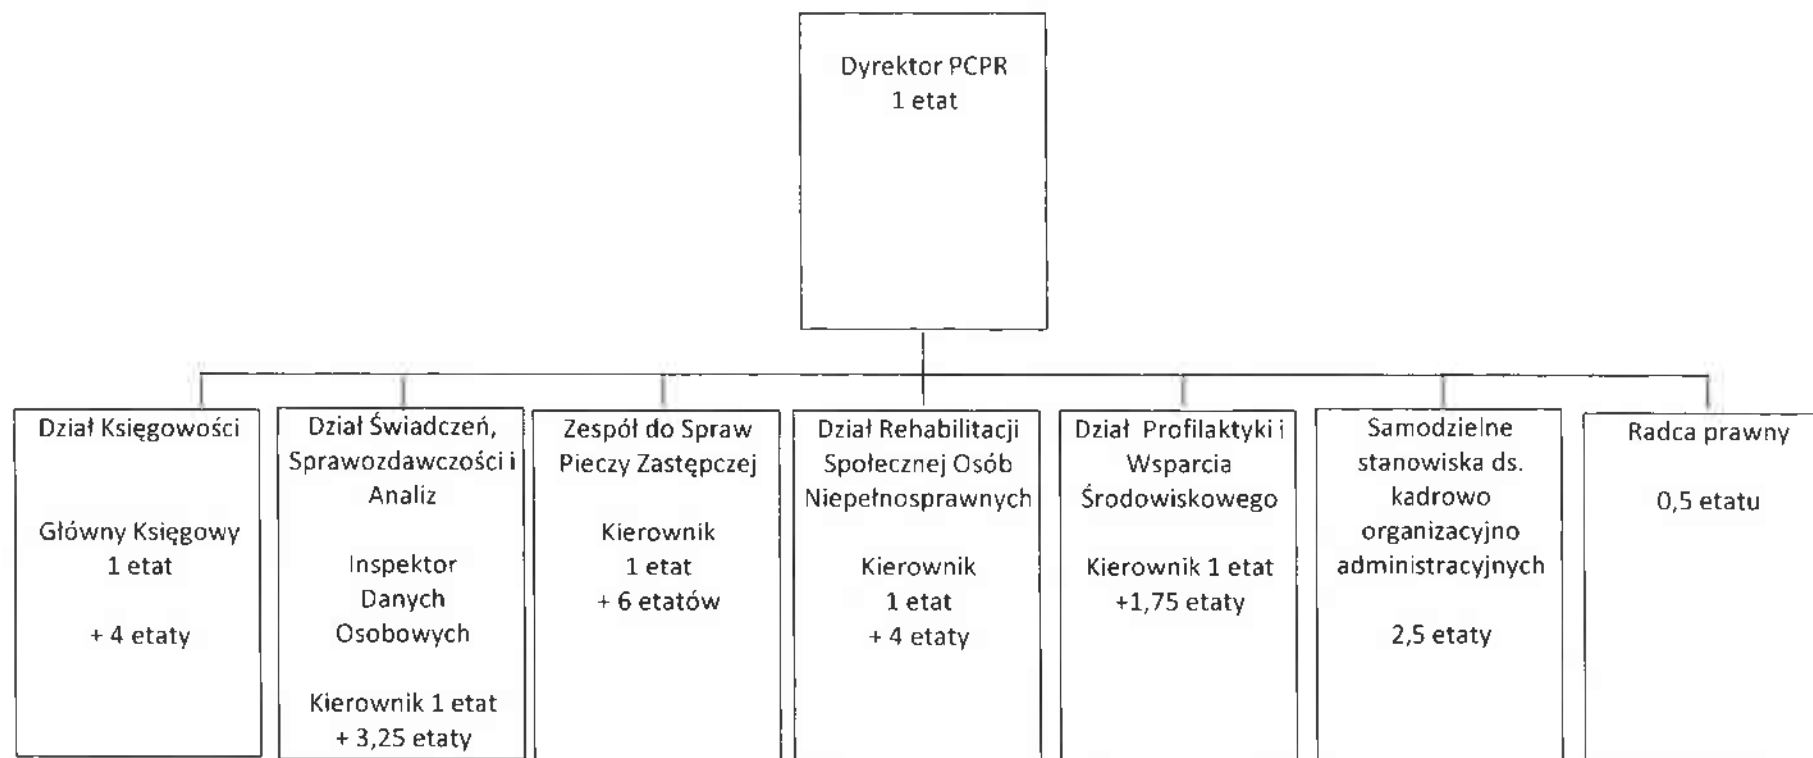 Dyrektor PCPR
1 etat
Dział Księgowości
Główny Księgowy
1 etat
+ 4 etaty
Dział Świadczeń,
Sprawozdawczości i
Analiz
Inspektor
Danych
Osobowych
Kierownik 1 etat
+ 3,25 etaty
Zespół do Spraw
Pieczy Zastępczej
Kierownik
1 etat
+ 6 etatów
Dział Rehabilitacji
Społecznej Osób
Niepełnosprawnych
Kierownik
1 etat
+ 4 etaty
Dział Profilaktyki i
Wsparcia
Środowiskowego
Kierownik 1 etat
+1,75 etaty
Samodzielne
stanowiska ds.
kadrowo
organizacyjno
administracyjnych
2,5 etaty
Radca prawny
0,5 etatu